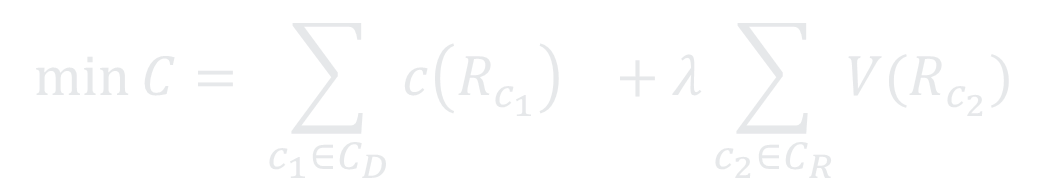 min C = ∑_{c₁∈C_D} c(R_{c₁}) + λ ∑_{c₂∈C_R} V(R_{c₂})